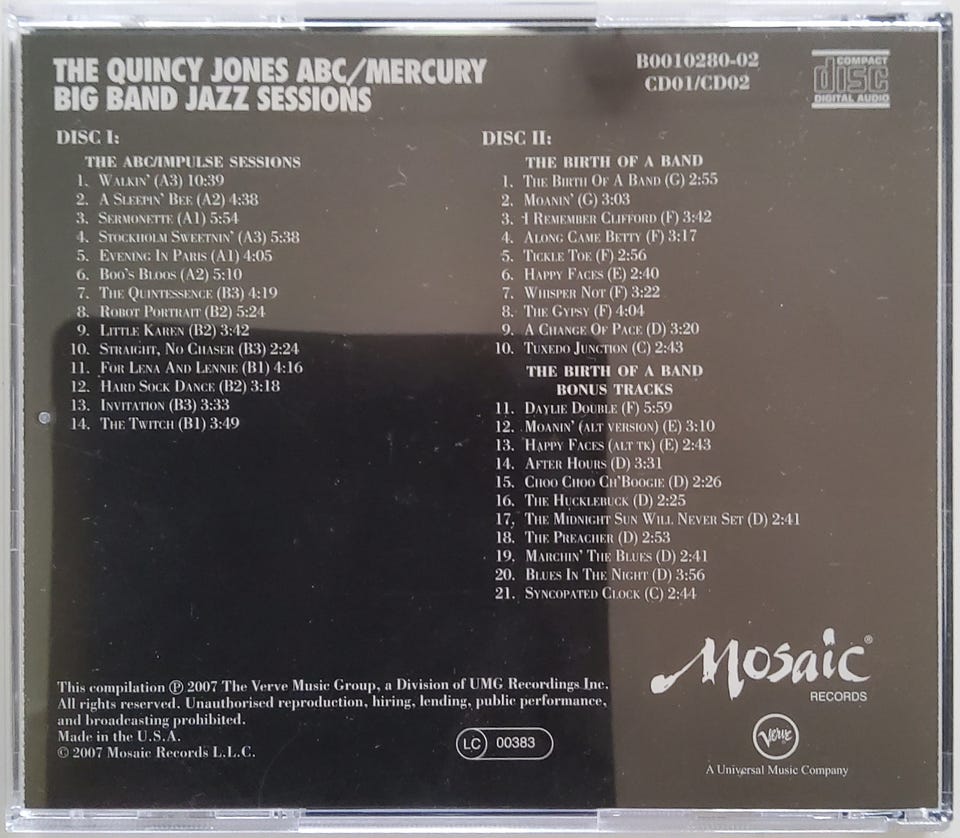 THE QUINCY JONES ABC/MERCURY
BIG BAND JAZZ SESSIONS
B0010280-02
CD01/CD02
COMPACT
disc
DIGITAL AUDIO
DISC I:
THE ABC/IMPULSE SESSIONS
1. WALKIN' (A3) 10:39
2. A SLEEPIN' BEE (A2) 4:38
3. SERMONETTE (A1) 5:54
4. STOCKHOLM SWEETNIN' (A3) 5:38
5. EVENING IN PARIS (A1) 4:05
6. BOO'S BLOOS (A2) 5:10
7. THE QUINTESSENCE (B3) 4:19
8. ROBOT PORTRAIT (B2) 5:24
9. LITTLE KAREN (B2) 3:42
10. STRAIGHT, NO CHASER (B3) 2:24
11. FOR LENA AND LENNIE (B1) 4:16
12. HARD SOCK DANCE (B2) 3:18
13. INVITATION (B3) 3:33
14. THE TWITCH (B1) 3:49
DISC II:
THE BIRTH OF A BAND
1. THE BIRTH OF A BAND (G) 2:55
2. MOANIN' (G) 3:03
3. I REMEMBER CLIFFORD (F) 3:42
4. ALONG CAME BETTY (F) 3:17
5. TICKLE TOE (F) 2:56
6. HAPPY FACES (E) 2:40
7. WHISPER NOT (F) 3:22
8. THE GYPSY (F) 4:04
9. A CHANGE OF PACE (D) 3:20
10. TUXEDO JUNCTION (C) 2:43
THE BIRTH OF A BAND
BONUS TRACKS
11. DAYLIE DOUBLE (F) 5:59
12. MOANIN' (ALT VERSION) (E) 3:10
13. HAPPY FACES (ALT TK) (E) 2:43
14. AFTER HOURS (D) 3:31
15. CHOO CHOO CH'BOOGIE (D) 2:26
16. THE HUCKLEBUCK (D) 2:25
17. THE MIDNIGHT SUN WILL NEVER SET (D) 2:41
18. THE PREACHER (D) 2:53
19. MARCHIN' THE BLUES (D) 2:41
20. BLUES IN THE NIGHT (D) 3:56
21. SYNCOPATED CLOCK (C) 2:44
This compilation ℗ 2007 The Verve Music Group, a Division of UMG Recordings Inc.
All rights reserved. Unauthorised reproduction, hiring, lending, public performance,
and broadcasting prohibited.
Made in the U.S.A.
© 2007 Mosaic Records L.L.C.
LC 00383
Mosaic®
RECORDS
Verve
A Universal Music Company